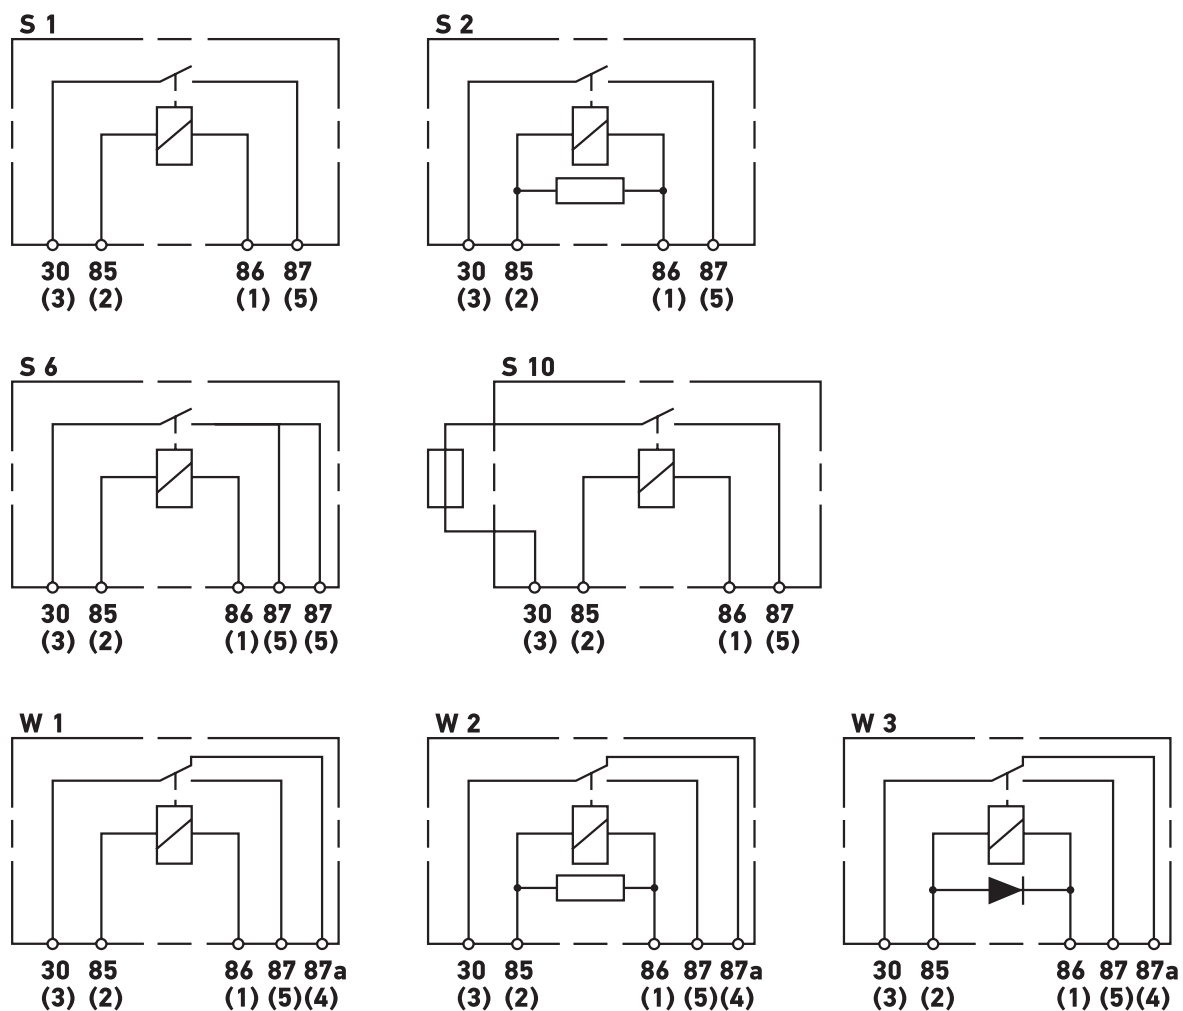 S 1
S 2
30 85 86 87
(3) (2) (1) (5)
30 85 86 87
(3) (2) (1) (5)
S 6
S 10
30 85 86 87 87
(3) (2) (1) (5) (5)
30 85 86 87
(3) (2) (1) (5)
W 1
W 2
W 3
30 85 86 87 87a
(3) (2) (1) (5) (4)
30 85 86 87 87a
(3) (2) (1) (5) (4)
30 85 86 87 87a
(3) (2) (1) (5) (4)